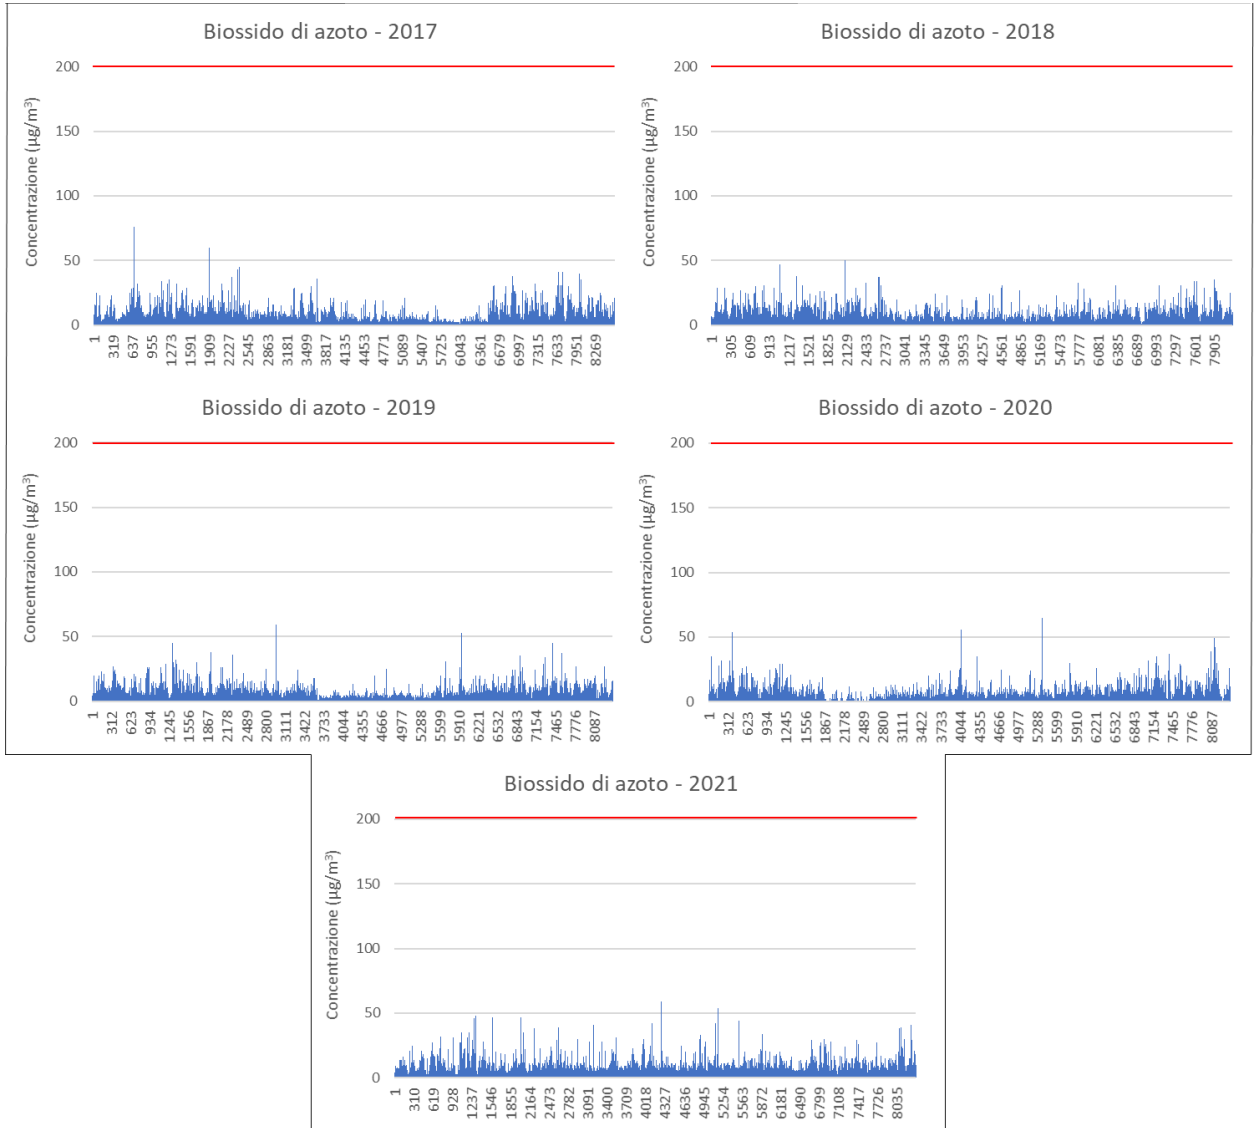 Biossido di azoto - 2017
Concentrazione (µg/m³)
200
150
100
50
0
1 319 637 955 1273 1591 1909 2227 2545 2863 3181 3499 3817 4135 4453 4771 5089 5407 5725 6043 6361 6679 6997 7315 7633 7951 8269
Biossido di azoto - 2018
Concentrazione (µg/m³)
200
150
100
50
0
1 305 609 913 1217 1521 1825 2129 2433 2737 3041 3345 3649 3953 4257 4561 4865 5169 5473 5777 6081 6385 6689 6993 7297 7601 7905
Biossido di azoto - 2019
Concentrazione (µg/m³)
200
150
100
50
0
1 312 623 934 1245 1556 1867 2178 2489 2800 3111 3422 3733 4044 4355 4666 4977 5288 5599 5910 6221 6532 6843 7154 7465 7776 8087
Biossido di azoto - 2020
Concentrazione (µg/m³)
200
150
100
50
0
1 312 623 934 1245 1556 1867 2178 2489 2800 3111 3422 3733 4044 4355 4666 4977 5288 5599 5910 6221 6532 6843 7154 7465 7776 8087
Biossido di azoto - 2021
Concentrazione (µg/m³)
200
150
100
50
0
1 310 619 928 1237 1546 1855 2164 2473 2782 3091 3400 3709 4018 4327 4636 4945 5254 5563 5872 6181 6490 6799 7108 7417 7726 8035